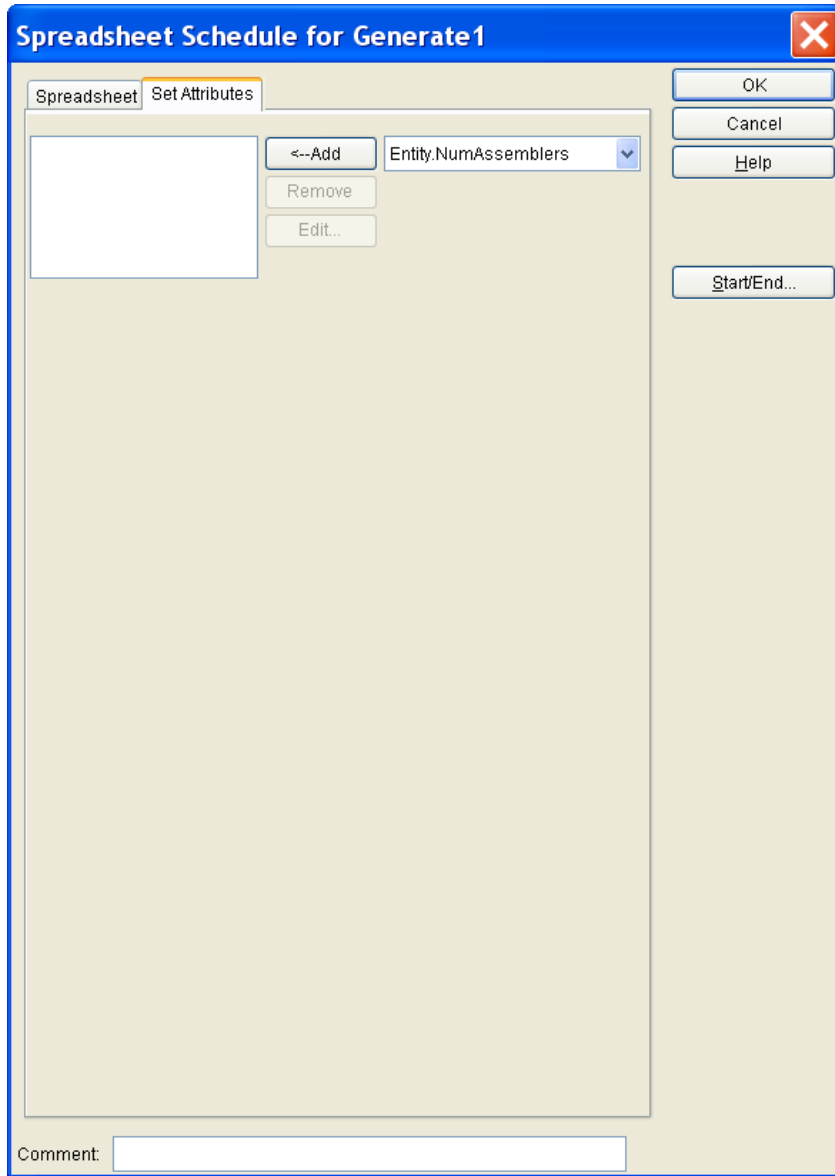 Spreadsheet Schedule for Generate1
Spreadsheet Set Attributes
OK
Cancel
Help
<--Add Entity.NumAssemblers
Remove
Edit...
Start/End...
Comment: